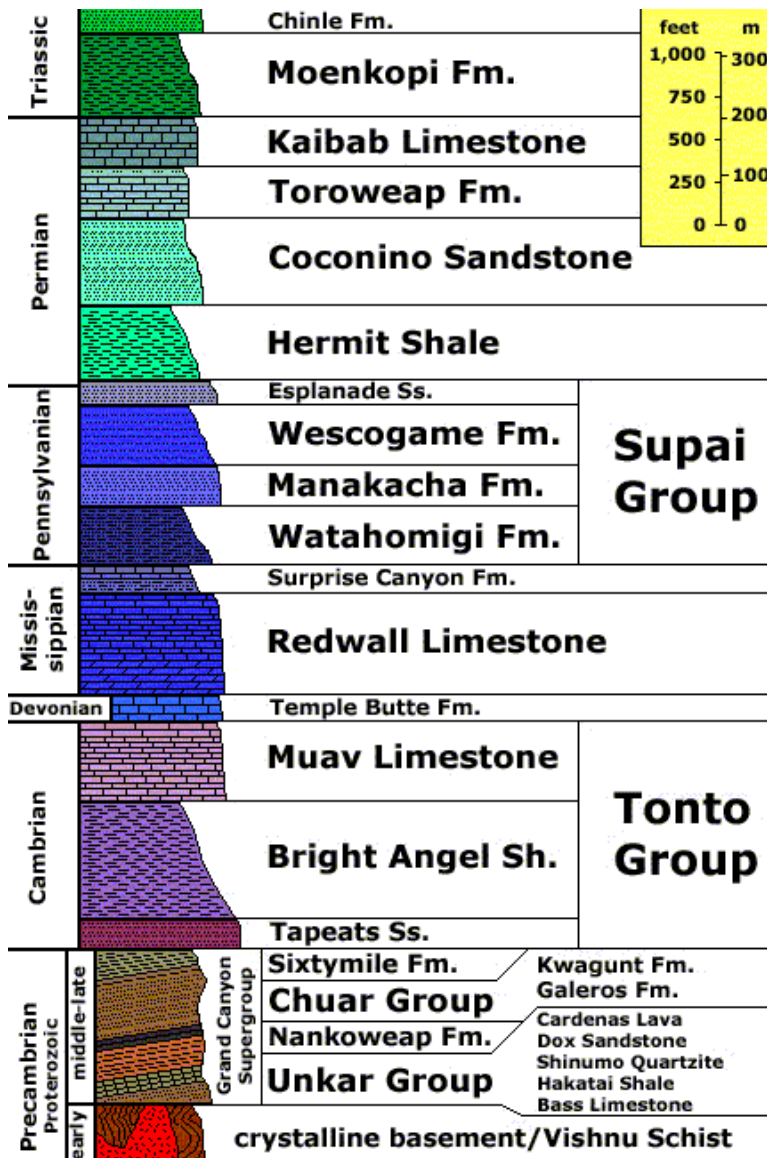 Triassic
Chinle Fm.
Moenkopi Fm.
feet m
1,000 300
750
200
500
250 100
0 0
Permian
Kaibab Limestone
Toroweap Fm.
Coconino Sandstone
Hermit Shale
Pennsylvanian
Esplanade Ss.
Wescogame Fm.
Manakacha Fm.
Watahomigi Fm.
Supai
Group
Missis-
sippian
Surprise Canyon Fm.
Redwall Limestone
Devonian
Temple Butte Fm.
Cambrian
Muav Limestone
Bright Angel Sh.
Tapeats Ss.
Tonto
Group
Precambrian
Proterozoic
middle-late
early
Grand Canyon
Supergroup
Sixtymile Fm.
Chuar Group
Nankoweap Fm.
Unkar Group
Kwagunt Fm.
Galeros Fm.
Cardenas Lava
Dox Sandstone
Shinumo Quartzite
Hakatai Shale
Bass Limestone
crystalline basement/Vishnu Schist